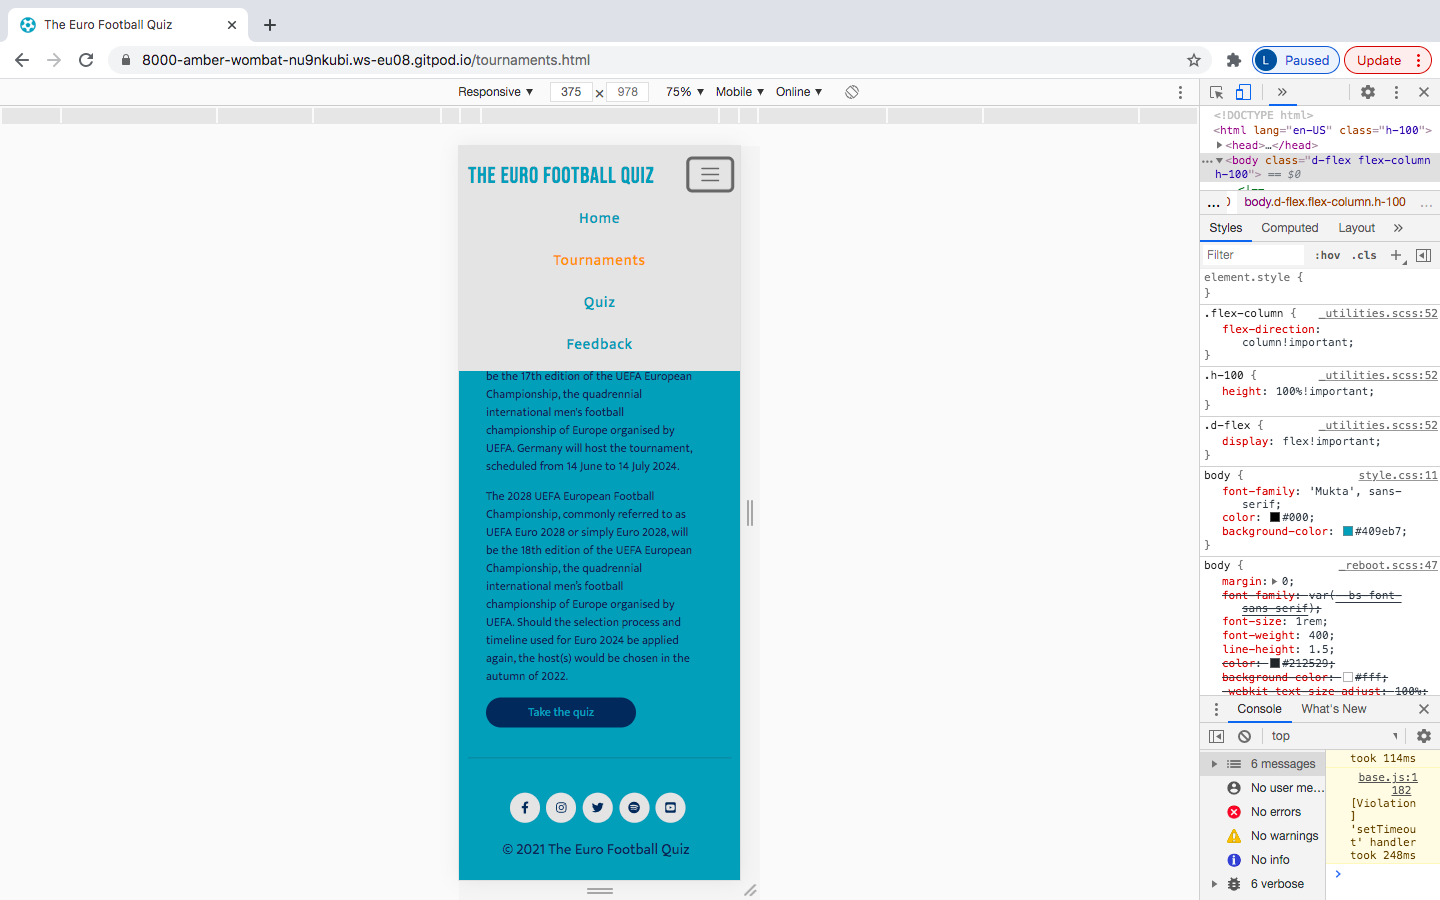 The Euro Football Quiz
8000-amber-wombat-nu9nkubi.ws-eu08.gitpod.io/tournaments.html
L Paused
Update
Responsive ▼ 375 × 978 75% ▼ Mobile ▼ Online ▼
THE EURO FOOTBALL QUIZ
Home
Tournaments
Quiz
Feedback
be the 17th edition of the UEFA European
Championship, the quadrennial
international men's football
championship of Europe organised by
UEFA. Germany will host the tournament,
scheduled from 14 June to 14 July 2024.
The 2028 UEFA European Football
Championship, commonly referred to as
UEFA Euro 2028 or simply Euro 2028, will
be the 18th edition of the UEFA European
Championship, the quadrennial
international men's football
championship of Europe organised by
UEFA. Should the selection process and
timeline used for Euro 2024 be applied
again, the host(s) would be chosen in the
autumn of 2022.
Take the quiz
© 2021 The Euro Football Quiz
<!DOCTYPE html>
<html lang="en-US" class="h-100">
<head>…</head>
<body class="d-flex flex-column
h-100"> == $0
<!--
… body.d-flex.flex-column.h-100 …
Styles Computed Layout
Filter :hov .cls
element.style {
}
.flex-column { _utilities.scss:52
flex-direction:
column!important;
}
.h-100 { _utilities.scss:52
height: 100%!important;
}
.d-flex { _utilities.scss:52
display: flex!important;
}
body { style.css:11
font-family: 'Mukta', sans-
serif;
color: #000;
background-color: #409eb7;
}
body { _reboot.scss:47
margin: 0;
font-family: var(--bs-font-
sans-serif);
font-size: 1rem;
font-weight: 400;
line-height: 1.5;
color: #212529;
background-color: #fff;
-webkit-text-size-adjust: 100%;
Console What's New
top
6 messages
No user me…
No errors
No warnings
No info
6 verbose
took 114ms
base.js:1
182
[Violation
]
'setTimeou
t' handler
took 248ms